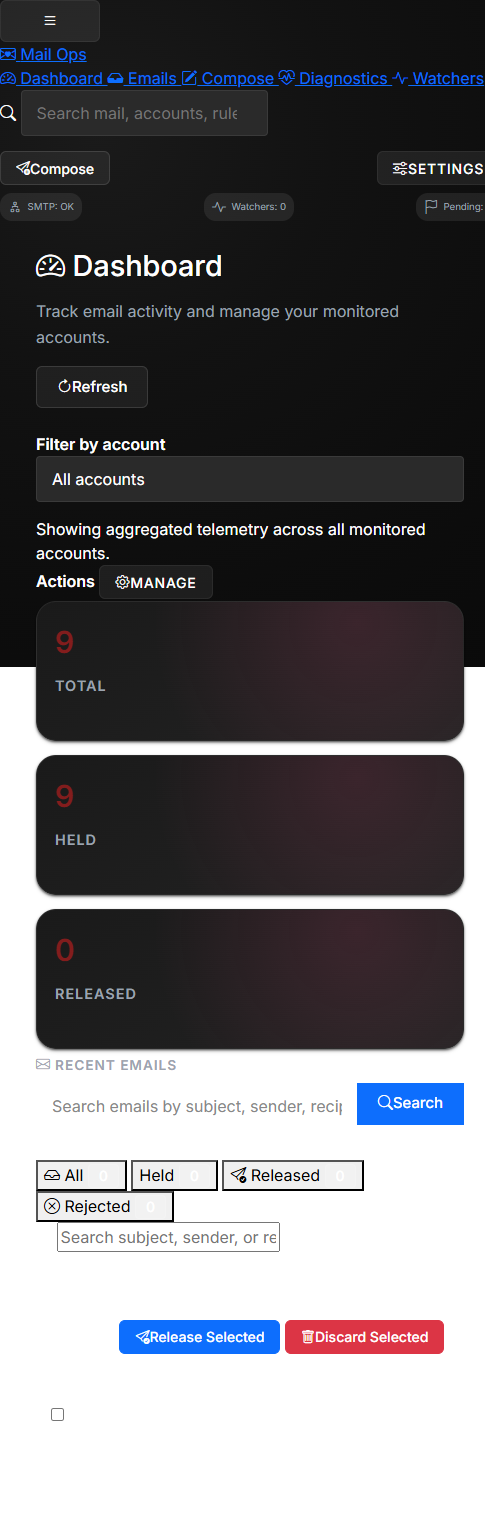 Mail Ops
Dashboard Emails Compose Diagnostics Watchers
Search mail, accounts, rule
Compose
SETTINGS
SMTP: OK
Watchers: 0
Pending:
Dashboard
Track email activity and manage your monitored
accounts.
Refresh
Filter by account
All accounts
Showing aggregated telemetry across all monitored
accounts.
Actions MANAGE
9
TOTAL
9
HELD
0
RELEASED
RECENT EMAILS
Search emails by subject, sender, recip
Search
All 0 Held 0 Released 0
Rejected 0
Search subject, sender, or re
Release Selected Discard Selected